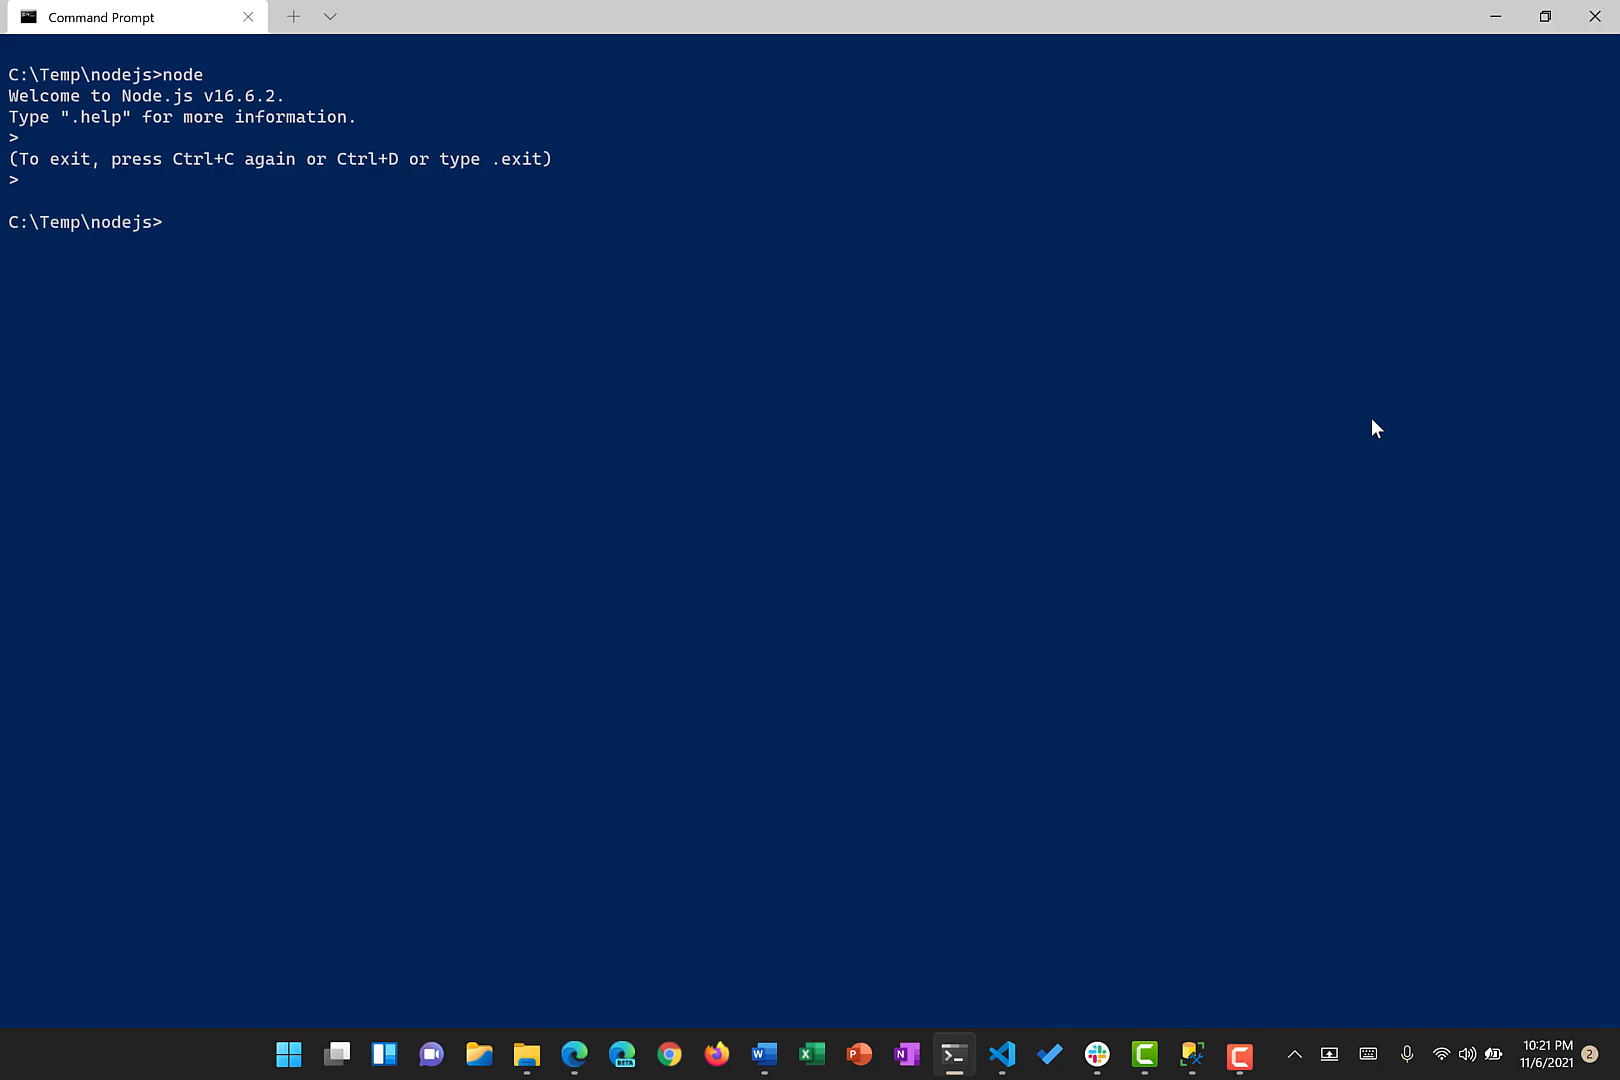 Command Prompt
C:\Temp\nodejs>node
Welcome to Node.js v16.6.2.
Type ".help" for more information.
>
(To exit, press Ctrl+C again or Ctrl+D or type .exit)
>
C:\Temp\nodejs>
BETA
W
X
P
N
C
C
10:21 PM
11/6/2021
2